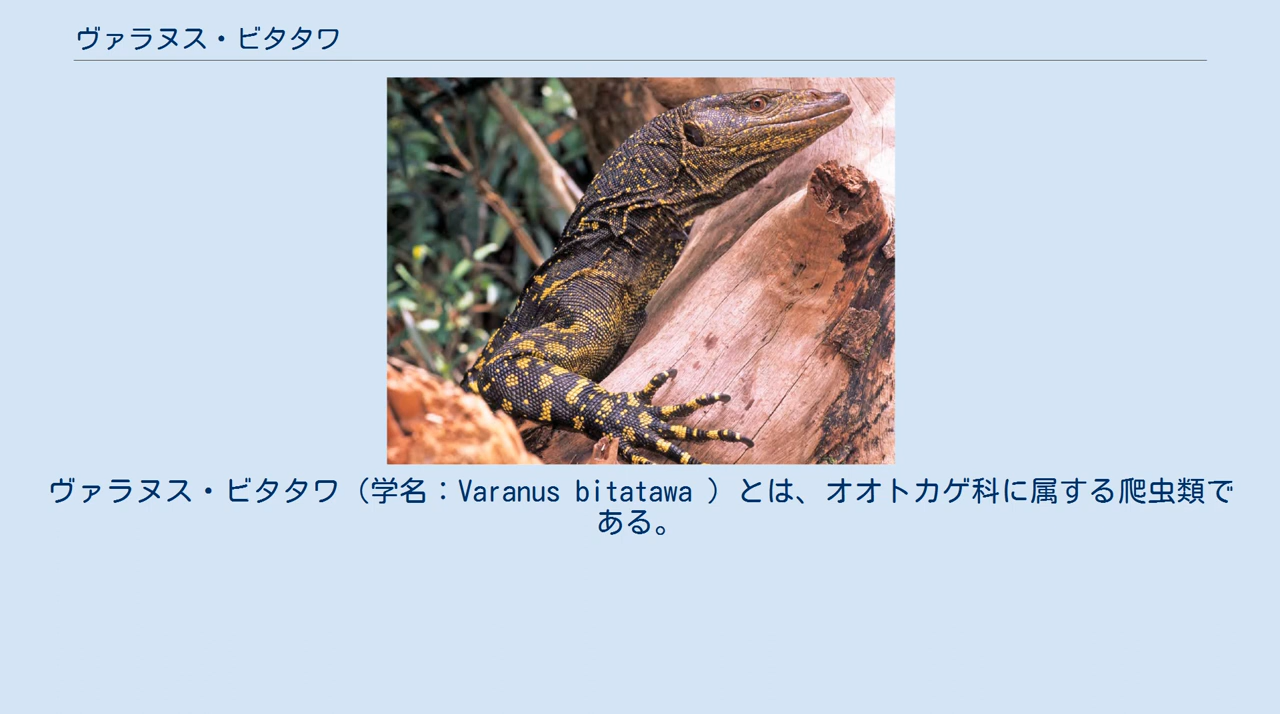 ヴァラヌス・ビタタワ
ヴァラヌス・ビタタワ（学名：Varanus bitatawa ）とは、オオトカゲ科に属する爬虫類で
ある。